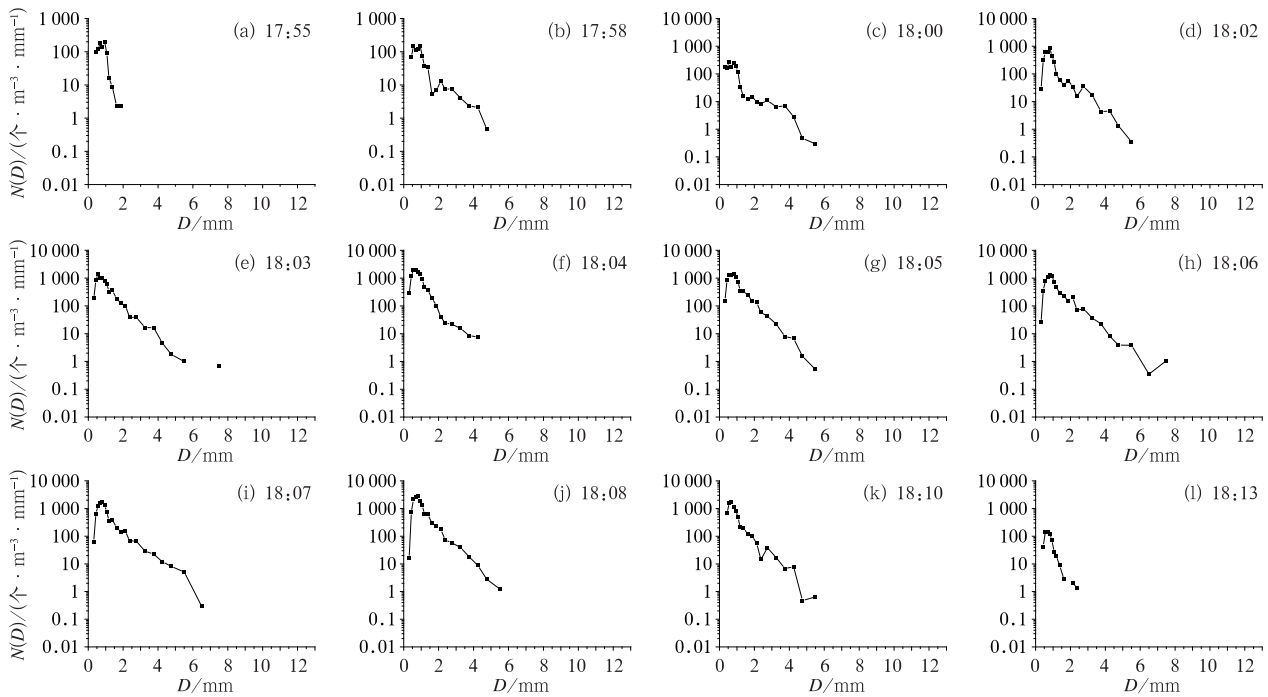 (a) 17:55
1 000
100
10
1
0.1
0.01
0 2 4 6 8 10 12
D/mm
N(D)/(个·m⁻³·mm⁻¹)
(b) 17:58
1 000
100
10
1
0.1
0.01
0 2 4 6 8 10 12
D/mm
(c) 18:00
10 000
1 000
100
10
1
0.1
0.01
0 2 4 6 8 10 12
D/mm
(d) 18:02
10 000
1 000
100
10
1
0.1
0.01
0 2 4 6 8 10 12
D/mm
(e) 18:03
10 000
1 000
100
10
1
0.1
0.01
0 2 4 6 8 10 12
D/mm
N(D)/(个·m⁻³·mm⁻¹)
(f) 18:04
10 000
1 000
100
10
1
0.1
0.01
0 2 4 6 8 10 12
D/mm
(g) 18:05
10 000
1 000
100
10
1
0.1
0.01
0 2 4 6 8 10 12
D/mm
(h) 18:06
10 000
1 000
100
10
1
0.1
0.01
0 2 4 6 8 10 12
D/mm
(i) 18:07
10 000
1 000
100
10
1
0.1
0.01
0 2 4 6 8 10 12
D/mm
N(D)/(个·m⁻³·mm⁻¹)
(j) 18:08
10 000
1 000
100
10
1
0.1
0.01
0 2 4 6 8 10 12
D/mm
(k) 18:10
10 000
1 000
100
10
1
0.1
0.01
0 2 4 6 8 10 12
D/mm
(l) 18:13
10 000
1 000
100
10
1
0.1
0.01
0 2 4 6 8 10 12
D/mm